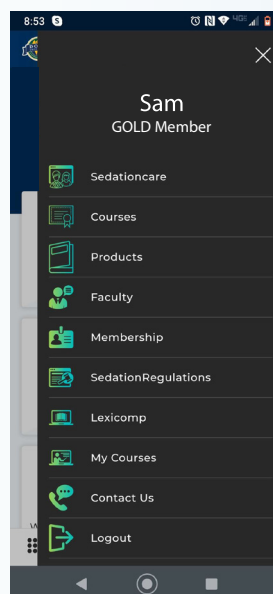 8:53
Sam
GOLD Member
Sedationcare
Courses
Products
Faculty
Membership
SedationRegulations
Lexicomp
My Courses
Contact Us
Logout